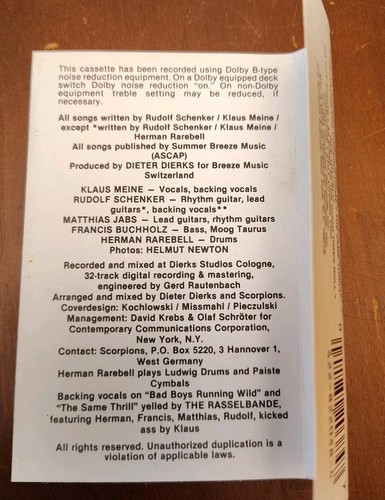 This cassette has been recorded using Dolby B-type
noise reduction equipment. On a Dolby equipped deck
switch Dolby noise reduction "on." On non-Dolby
equipment treble setting may be reduced, if
necessary.
All songs written by Rudolf Schenker / Klaus Meine /
except *written by Rudolf Schenker / Klaus Meine /
Herman Rarebell
All songs published by Summer Breeze Music
(ASCAP)
Produced by DIETER DIERKS for Breeze Music
Switzerland
KLAUS MEINE — Vocals, backing vocals
RUDOLF SCHENKER — Rhythm guitar, lead
guitars*, backing vocals**
MATTHIAS JABS — Lead guitars, rhythm guitars
FRANCIS BUCHHOLZ — Bass, Moog Taurus
HERMAN RAREBELL — Drums
Photos: HELMUT NEWTON
Recorded and mixed at Dierks Studios Cologne,
32-track digital recording & mastering,
engineered by Gerd Rautenbach
Arranged and mixed by Dieter Dierks and Scorpions.
Coverdesign: Kochlowski / Missmahl / Pieczulski
Management: David Krebs & Olaf Schröter for
Contemporary Communications Corporation,
New York, N.Y.
Contact: Scorpions, P.O. Box 5220, 3 Hannover 1,
West Germany
Herman Rarebell plays Ludwig Drums and Paiste
Cymbals
Backing vocals on "Bad Boys Running Wild" and
"The Same Thrill" yelled by THE RASSELBANDE,
featuring Herman, Francis, Matthias, Rudolf, kicked
ass by Klaus
All rights reserved. Unauthorized duplication is a
violation of applicable laws.